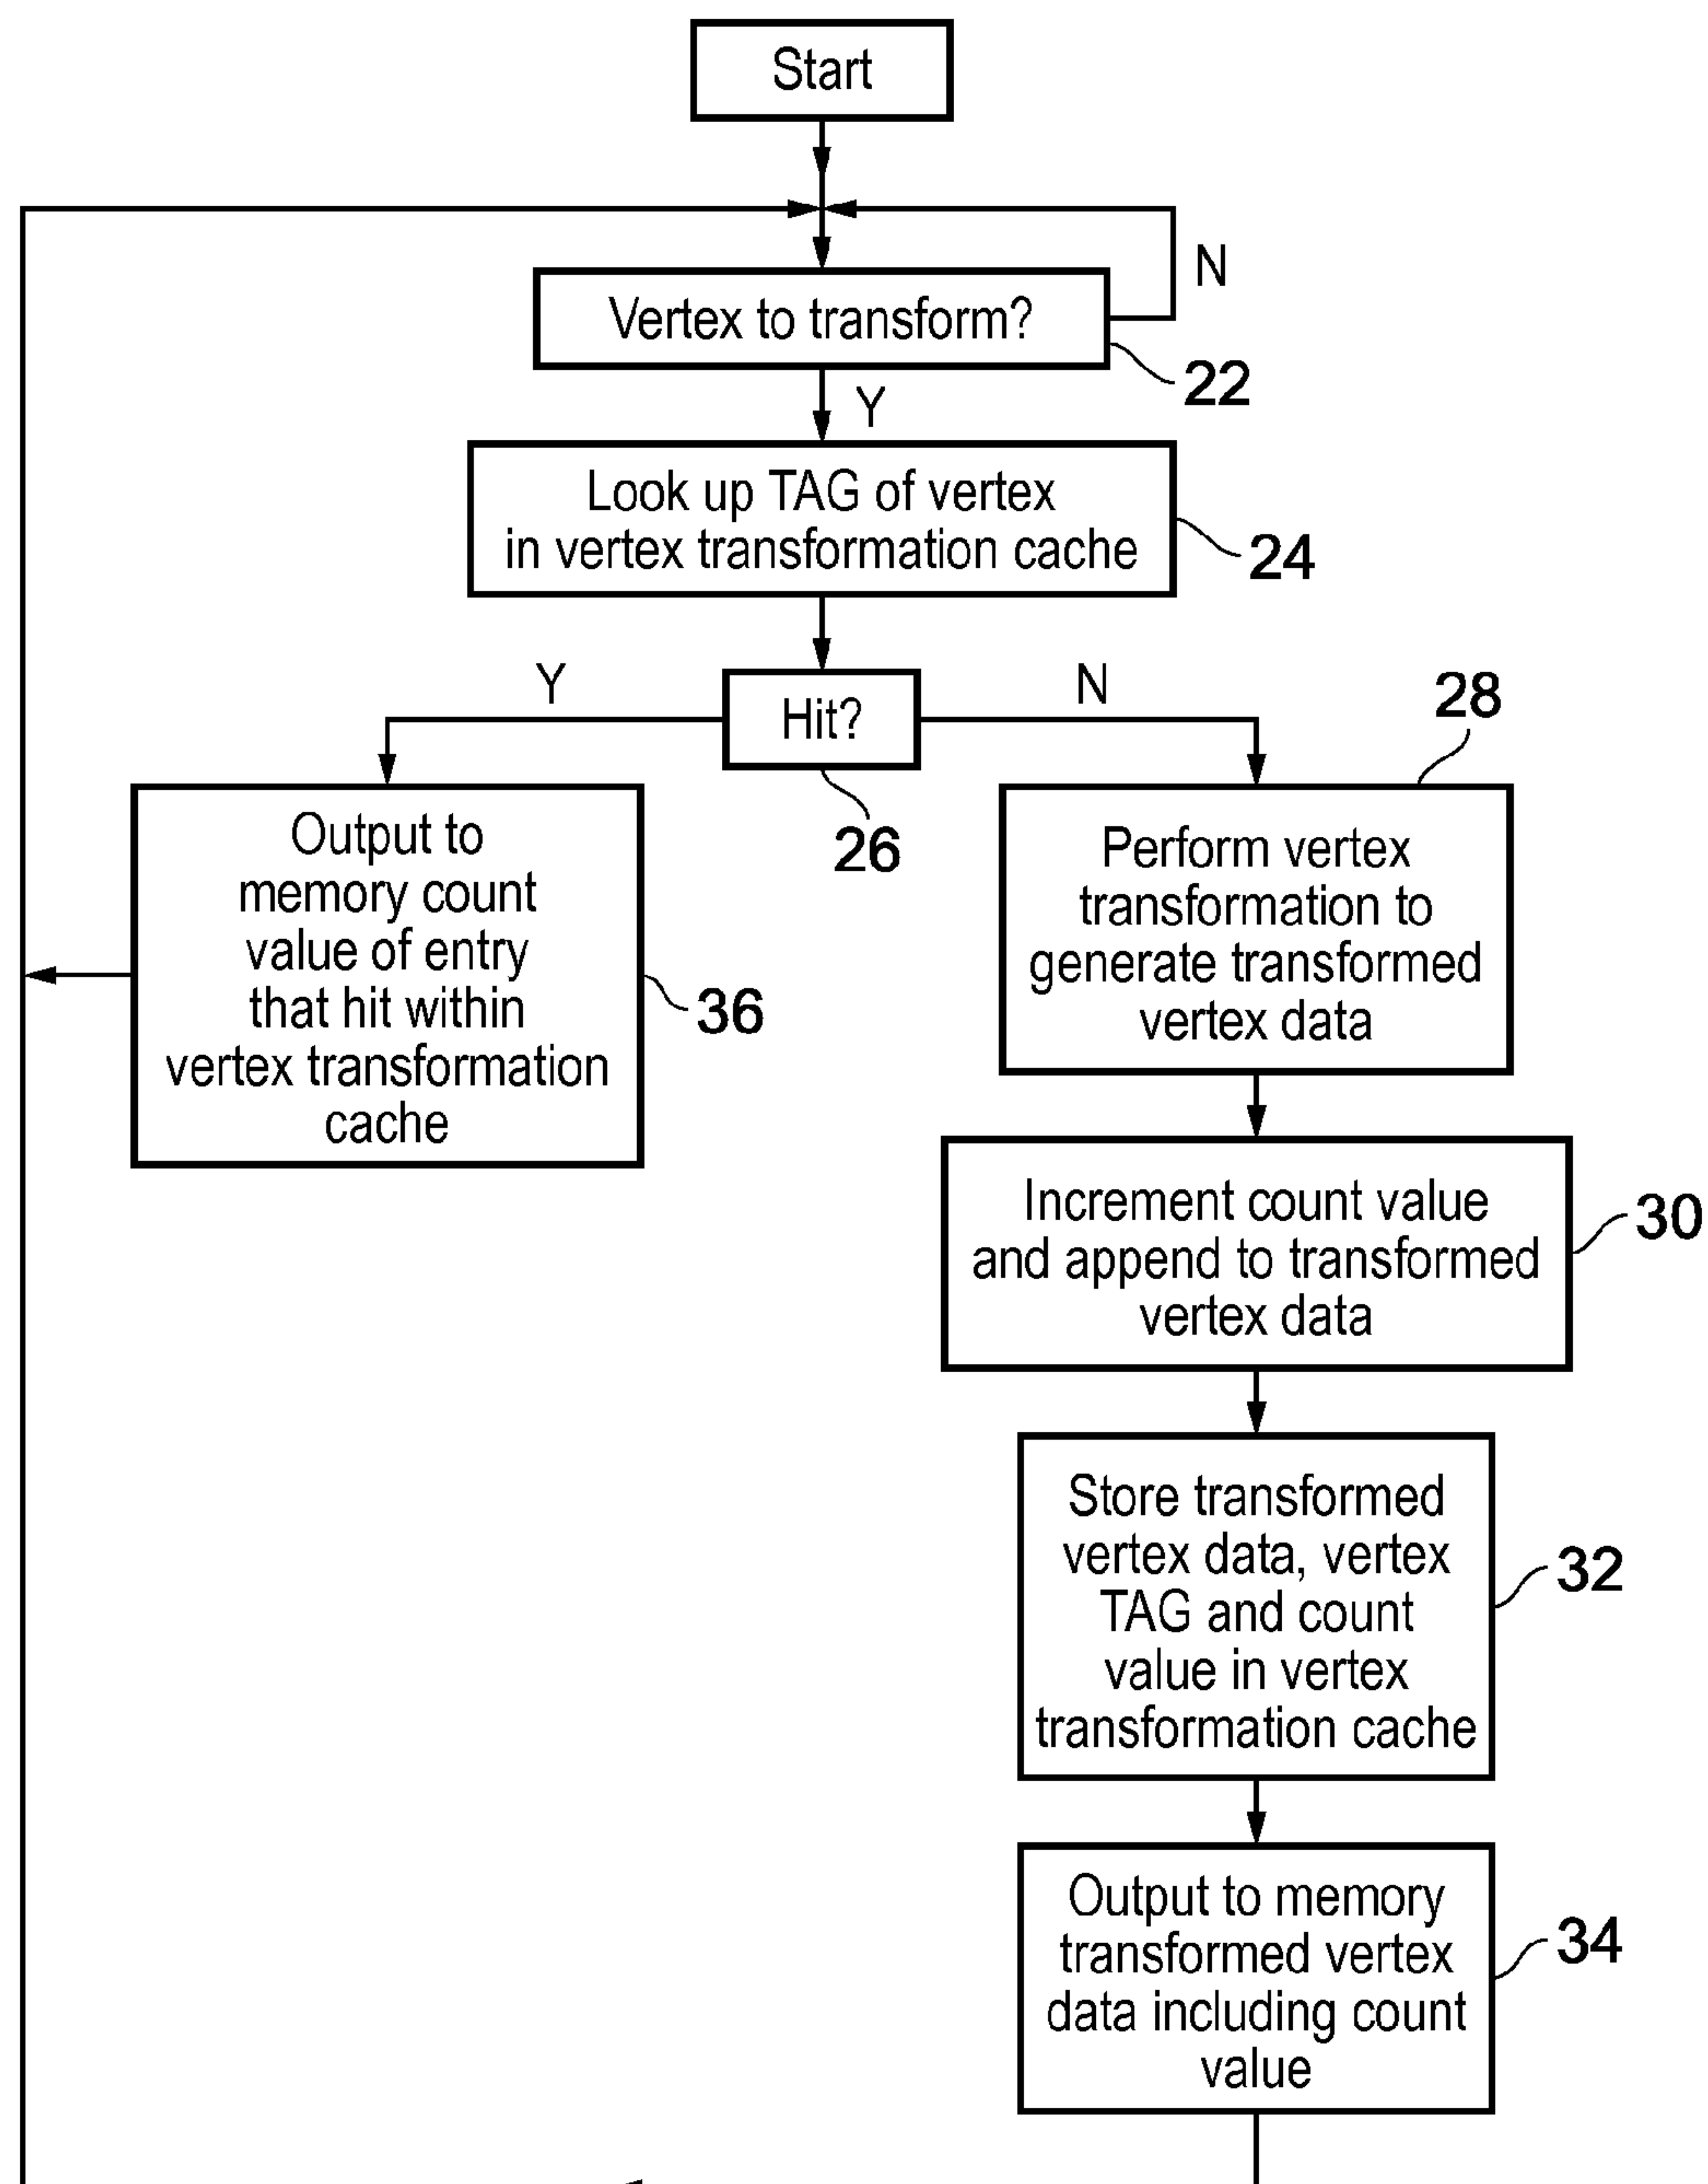 Start
N
Vertex to transform?
22
Y
Look up TAG of vertex
in vertex transformation cache
24
Y
Hit?
N
26
28
Output to
memory count
value of entry
that hit within
vertex transformation
cache
36
Perform vertex
transformation to
generate transformed
vertex data
Increment count value
and append to transformed
vertex data
30
Store transformed
vertex data, vertex
TAG and count
value in vertex
transformation cache
32
Output to memory
transformed vertex
data including count
value
34